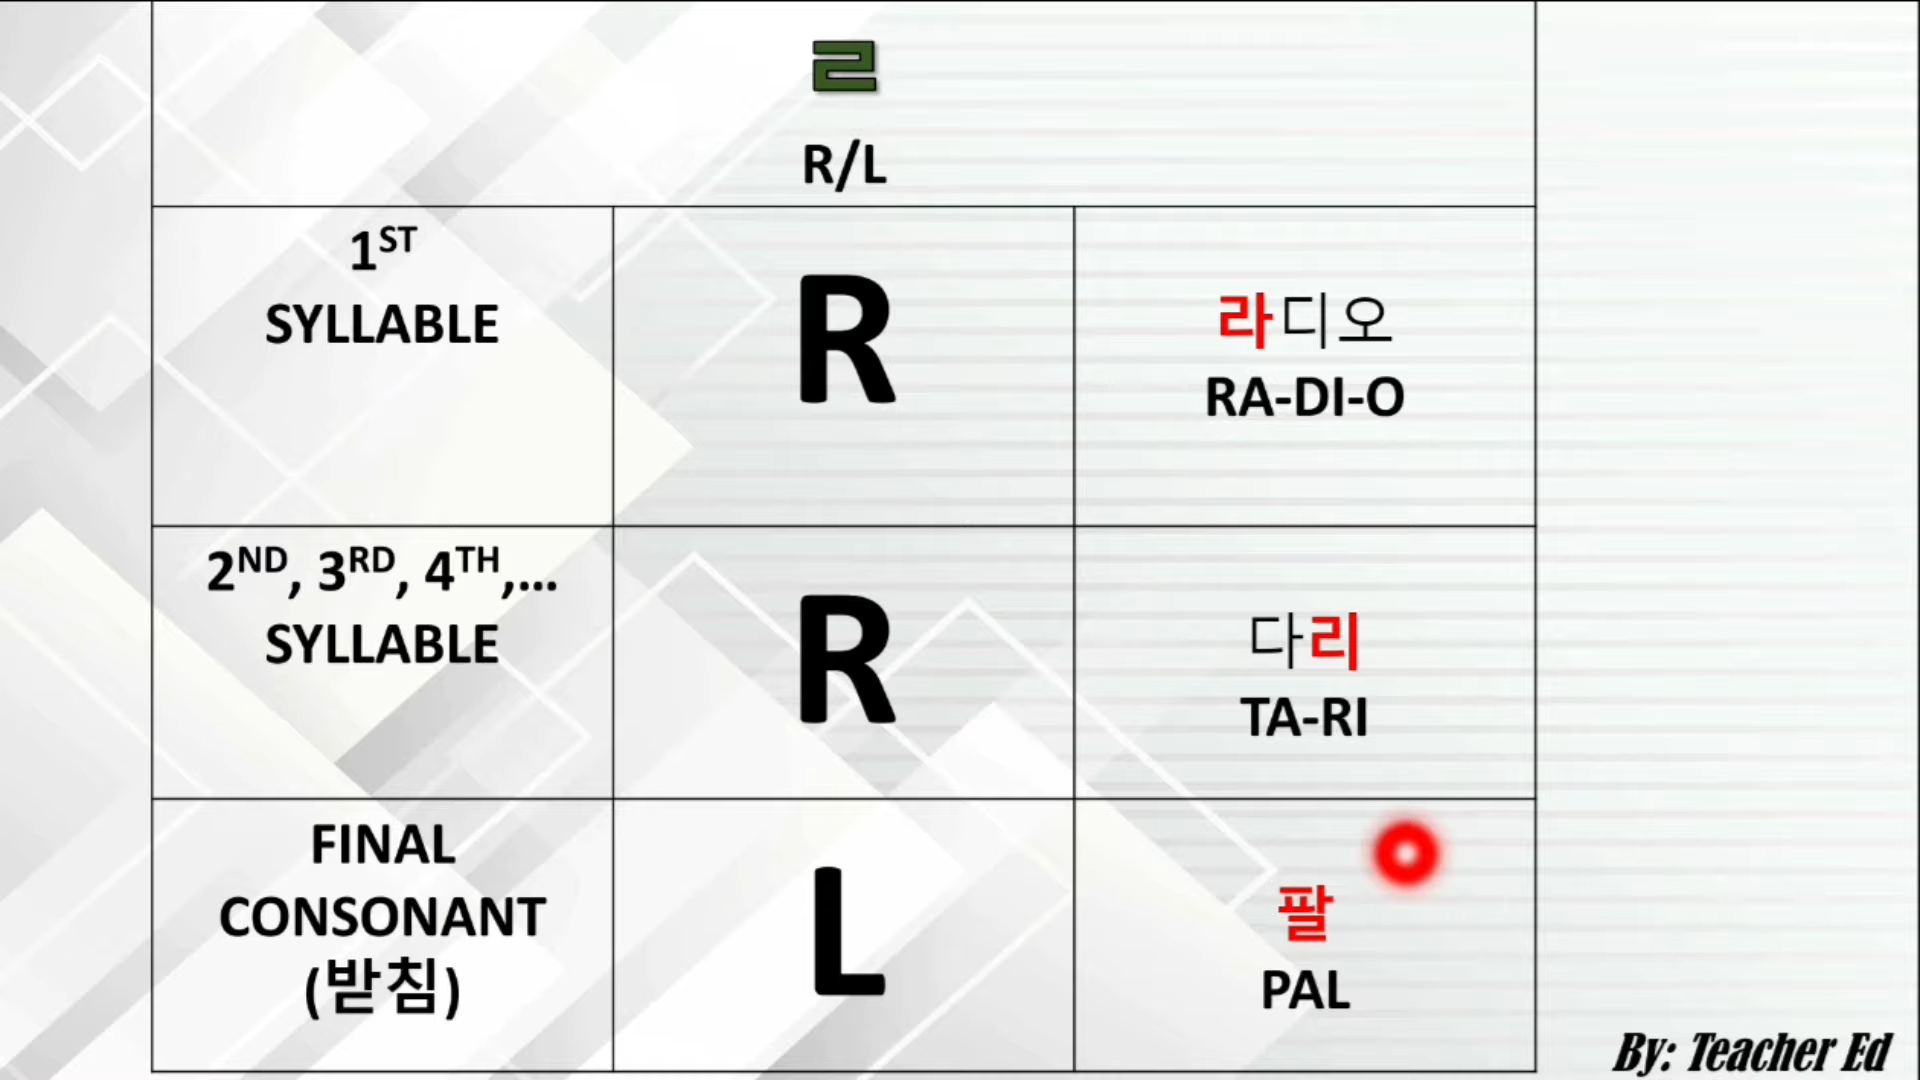 ㄹ
R/L
1ST
SYLLABLE
R
라디오
RA-DI-O
2ND, 3RD, 4TH,...
SYLLABLE
R
다리
TA-RI
FINAL
CONSONANT
(받침)
L
팔
PAL
By: Teacher Ed